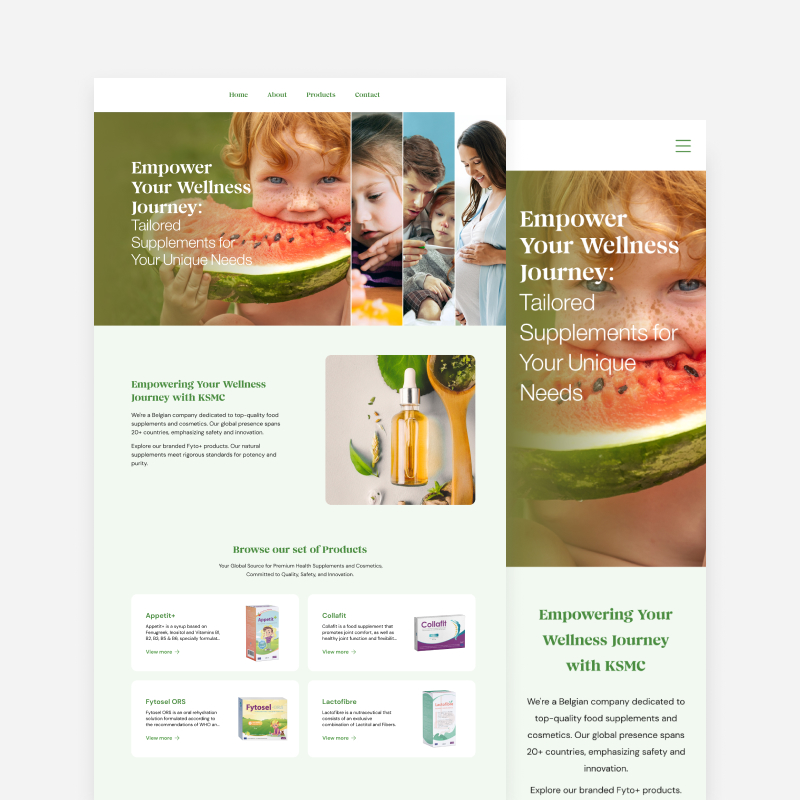 Home About Products Contact
Empower
Your Wellness
Journey:
Tailored
Supplements for
Your Unique Needs
Empowering Your Wellness
Journey with KSMC
We're a Belgian company dedicated to top-quality food
supplements and cosmetics. Our global presence spans
20+ countries, emphasizing safety and innovation.
Explore our branded Fyto+ products. Our natural
supplements meet rigorous standards for potency and
purity.
Browse our set of Products
Your Global Source for Premium Health Supplements and Cosmetics.
Committed to Quality, Safety, and Innovation.
Appetit+
Appetit+ is a syrup based on
Fenugreek, Inositol and Vitamins B1,
B2, B3, B5 & B6, specially formulat...
View more →
Appetit+
Collafit
Collafit is a food supplement that
promotes joint comfort, as well as
healthy joint function and flexibilit...
View more →
Collafit
Fytosel ORS
Fytosel ORS is an oral rehydration
solution formulated according to
the recommendations of WHO an...
View more →
Fytosel
Lactofibre
Lactofibre is a nutraceutical that
consists of an exclusive
combination of Lactitol and Fibers.
View more →
Empower
Your Wellness
Journey:
Tailored
Supplements for
Your Unique
Needs
Empowering Your
Wellness Journey
with KSMC
We're a Belgian company dedicated to
top-quality food supplements and
cosmetics. Our global presence spans
20+ countries, emphasizing safety and
innovation.
Explore our branded Fyto+ products.